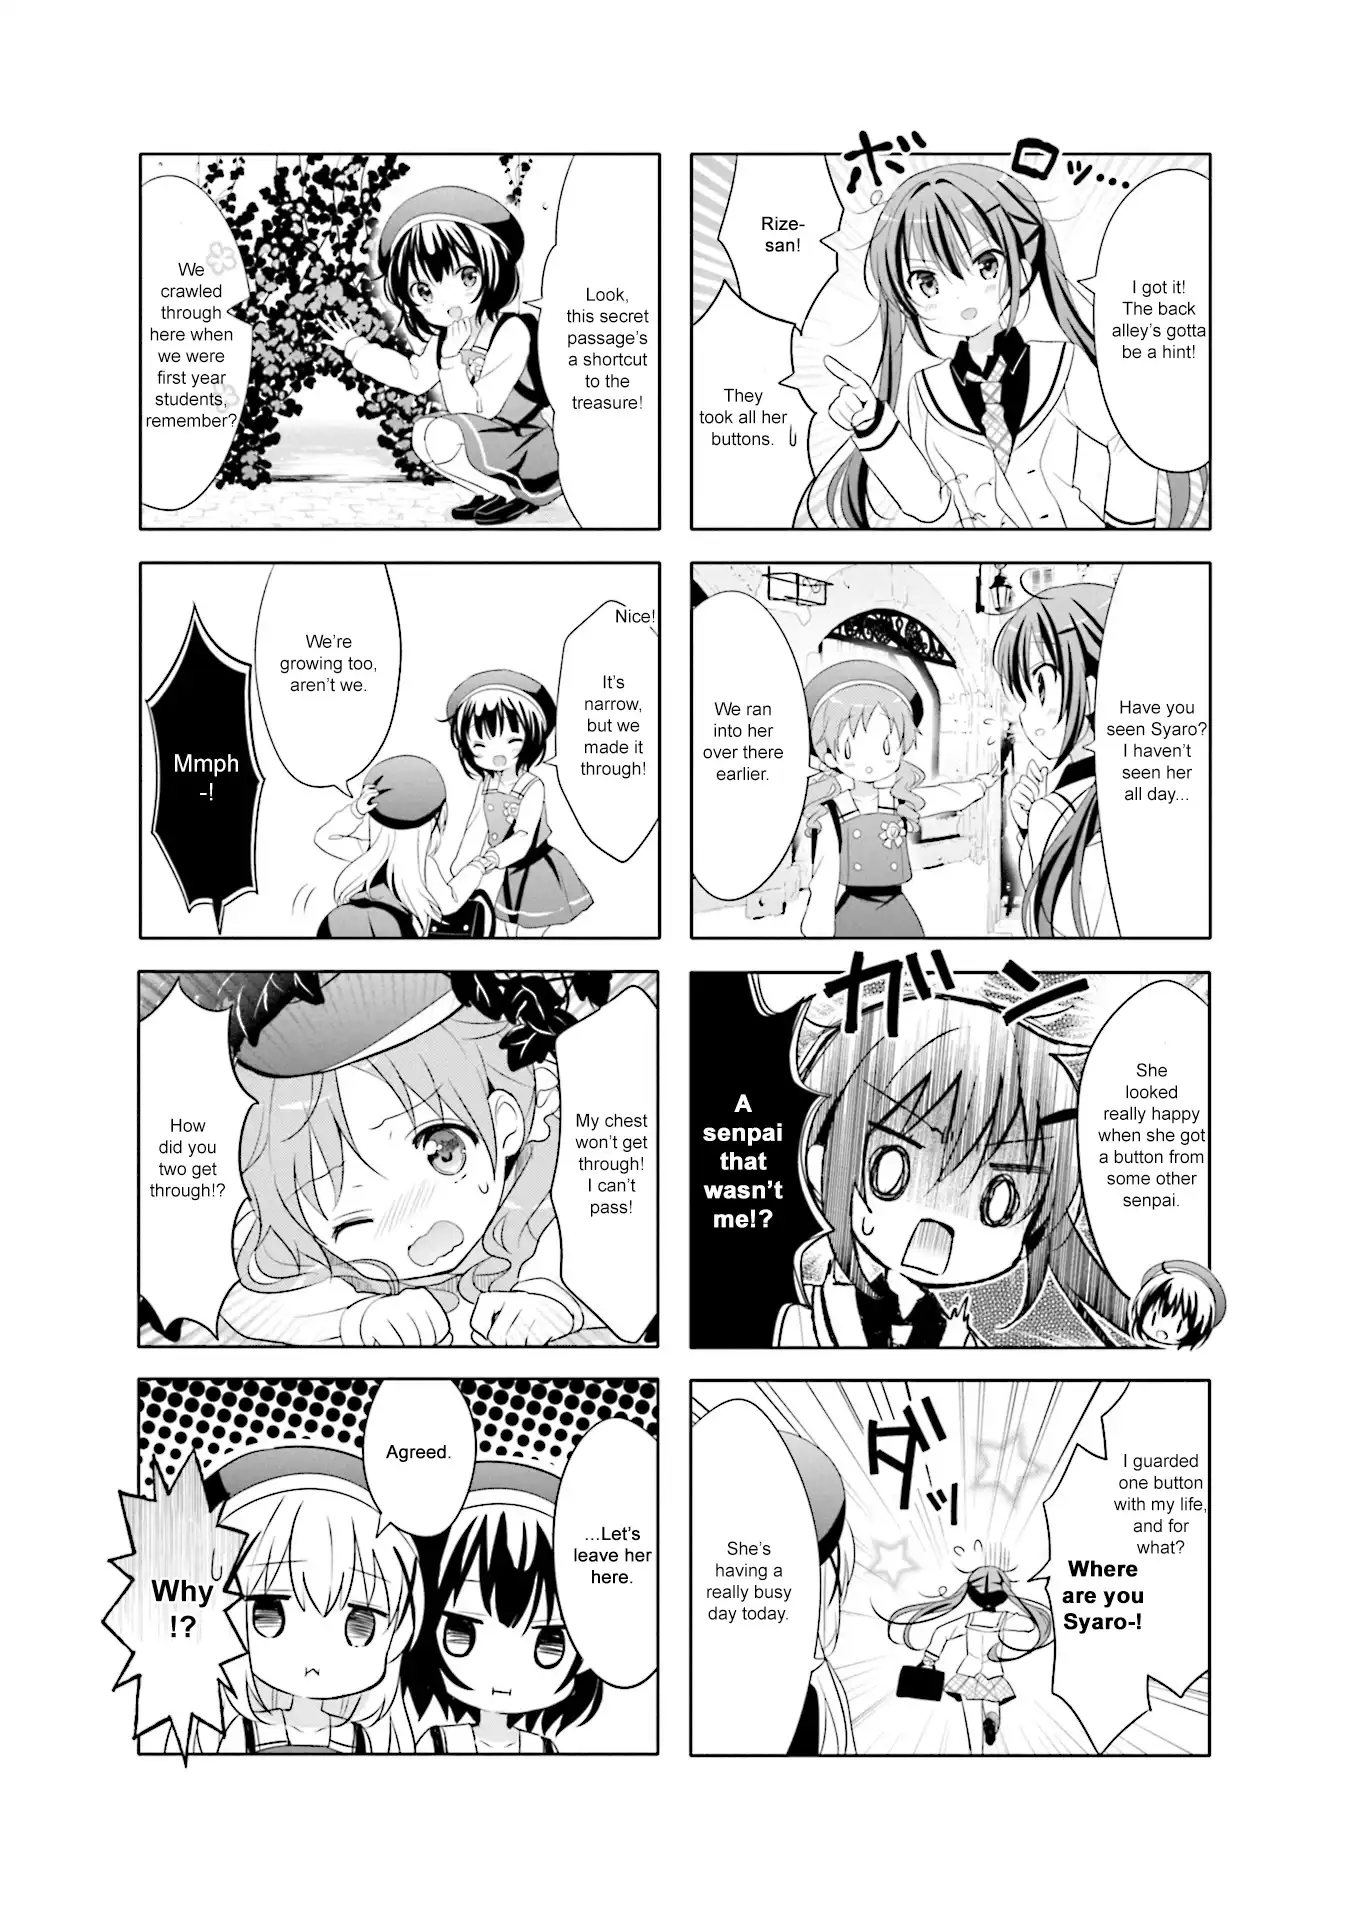 ボロッ…
I got it!
The back
alley's gotta
be a hint!
Rize-
san!
They
took all her
buttons.
Have you
seen Syaro?
I haven't
seen her
all day...
We ran
into her
over there
earlier.
ガーン
She
looked
really happy
when she got
a button from
some other
senpai.
A
senpai
that
wasn't
me!?
I guarded
one button
with my life,
and for
what?
Where
are you
Syaro-!
ダッ
She's
having a
really busy
day today.
Look,
this secret
passage's
a shortcut
to the
treasure!
We
crawled
through
here when
we were
first year
students,
remember?
Nice!
It's
narrow,
but we
made it
through!
We're
growing too,
aren't we.
Mmph
-!
My chest
won't get
through!
I can't
pass!
How
did you
two get
through!?
...Let's
leave her
here.
Agreed.
Why
!?